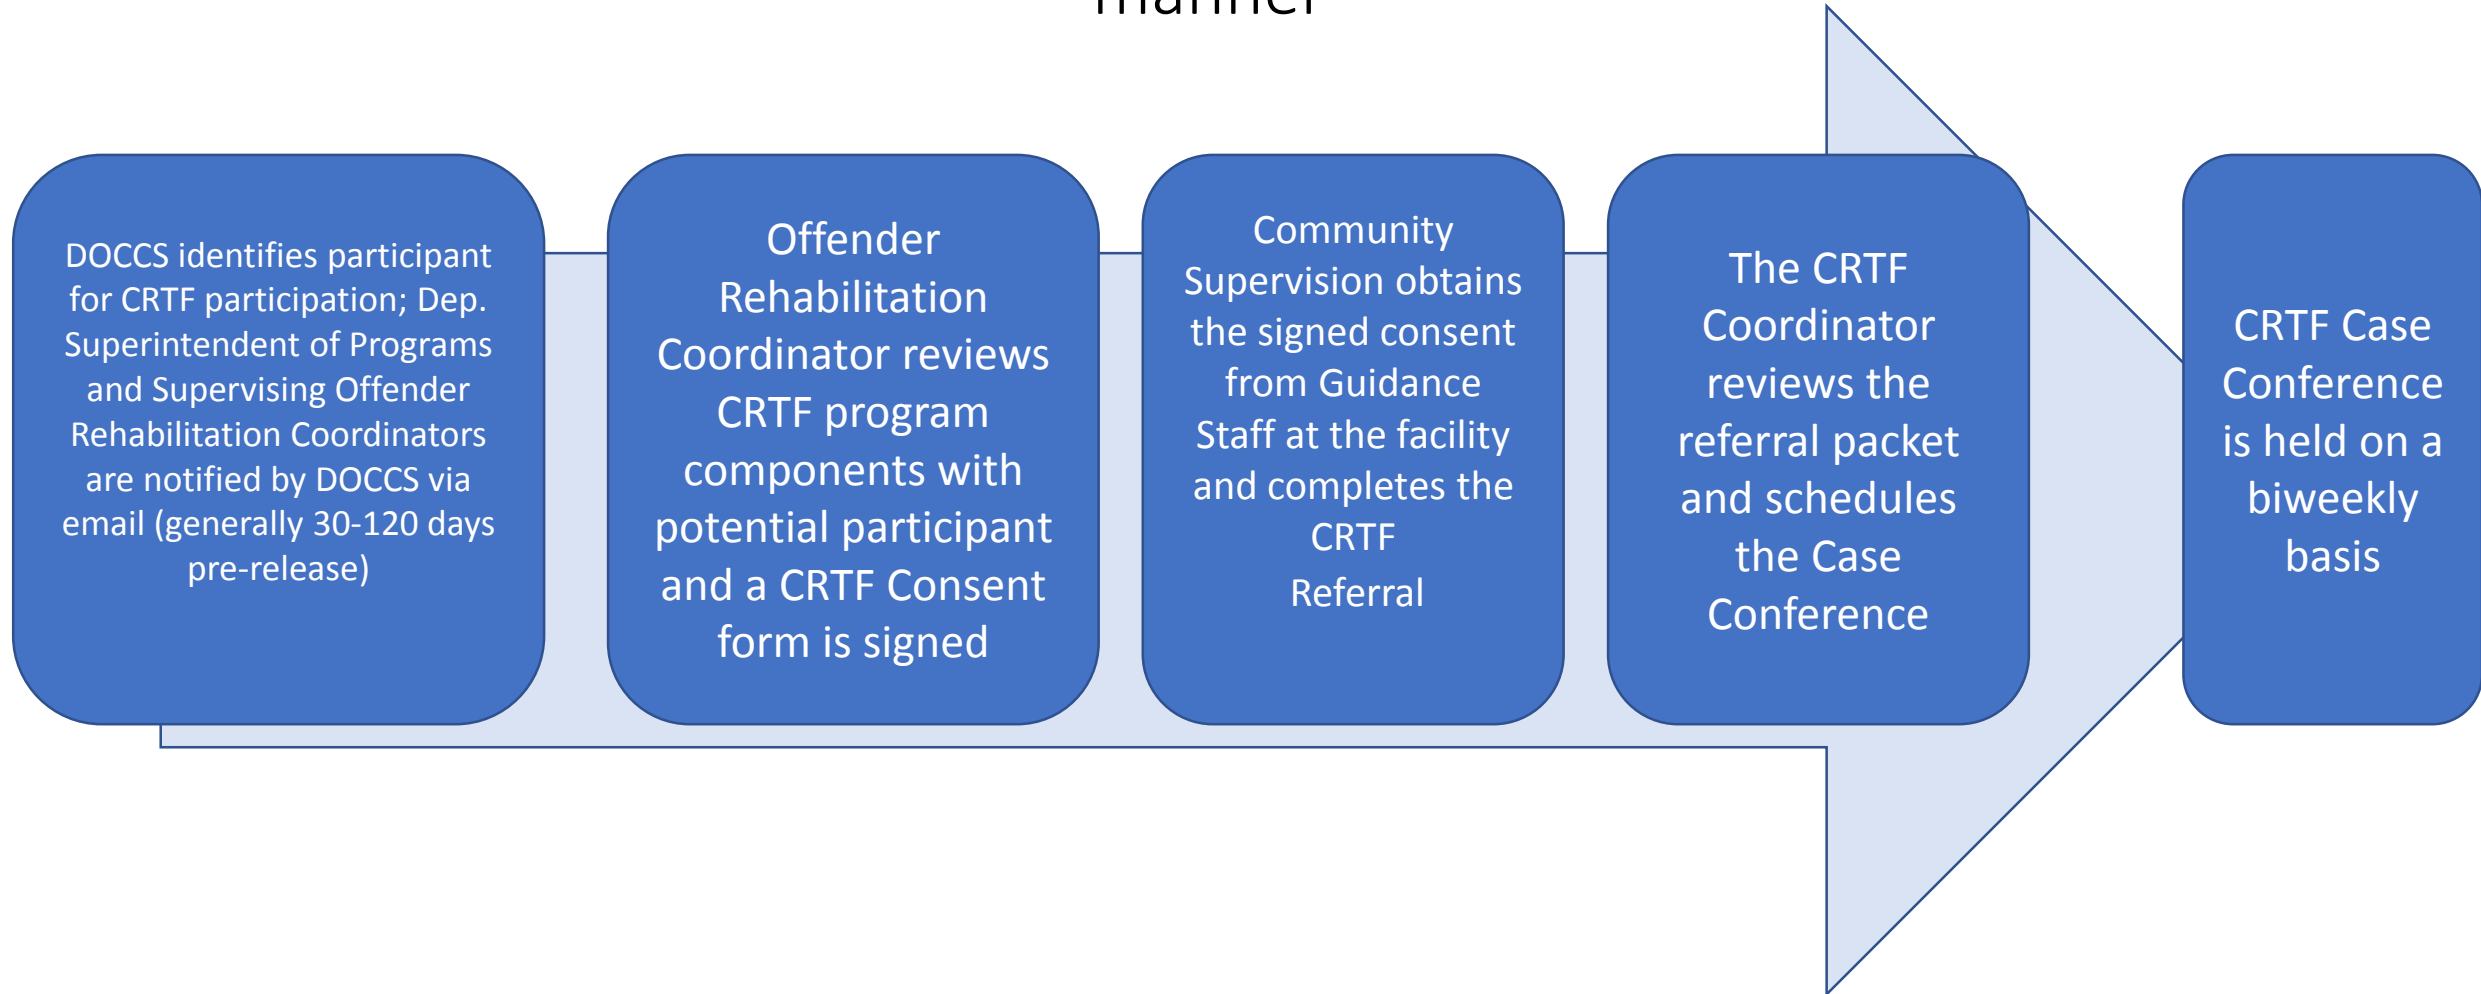 manner
DOCCS identifies participant
for CRTF participation; Dep.
Superintendent of Programs
and Supervising Offender
Rehabilitation Coordinators
are notified by DOCCS via
email (generally 30-120 days
pre-release)
Offender
Rehabilitation
Coordinator reviews
CRTF program
components with
potential participant
and a CRTF Consent
form is signed
Community
Supervision obtains
the signed consent
from Guidance
Staff at the facility
and completes the
CRTF
Referral
The CRTF
Coordinator
reviews the
referral packet
and schedules
the Case
Conference
CRTF Case
Conference
is held on a
biweekly
basis